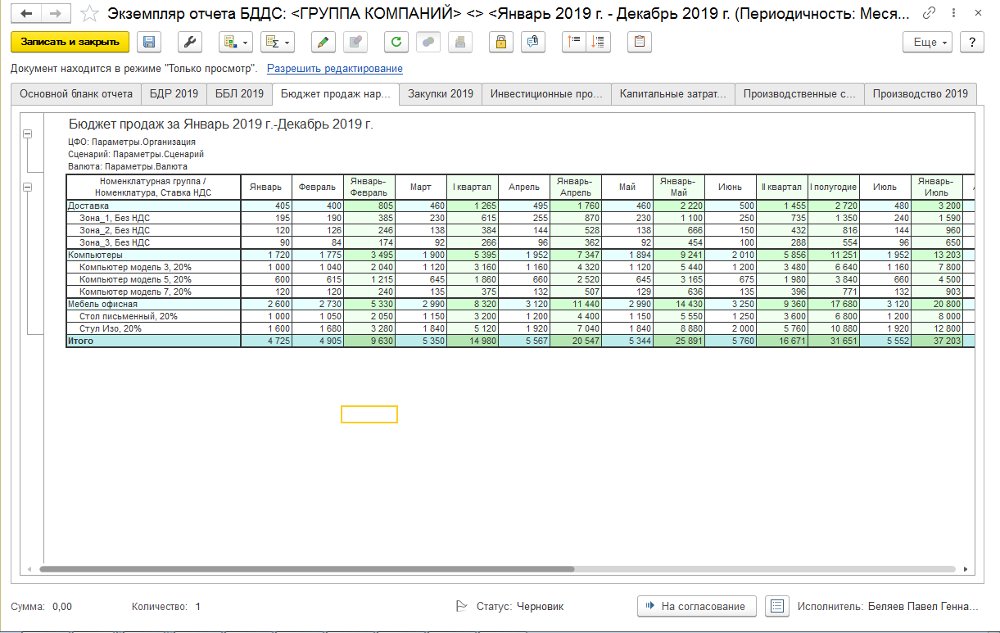 Экземпляр отчета БДДС: <ГРУППА КОМПАНИЙ> <> <Январь 2019 г. - Декабрь 2019 г. (Периодичность: Меся...
Записать и закрыть Еще ?
Документ находится в режиме "Только просмотр". Разрешить редактирование
Основной бланк отчета БДР 2019 ББЛ 2019 Бюджет продаж нар... Закупки 2019 Инвестиционные про... Капитальные затрат... Производственные с... Производство 2019
Бюджет продаж за Январь 2019 г.-Декабрь 2019 г.
ЦФО: Параметры.Организация
Сценарий: Параметры.Сценарий
Валюта: Параметры.Валюта
Номенклатурная группа / Номенклатура, Ставка НДС Январь Февраль Январь-Февраль Март I квартал Апрель Январь-Апрель Май Январь-Май Июнь II квартал I полугодие Июль Январь-Июль
Доставка 405 400 805 460 1 265 495 1 760 460 2 220 500 1 455 2 720 480 3 200
Зона_1, Без НДС 195 190 385 230 615 255 870 230 1 100 250 735 1 350 240 1 590
Зона_2, Без НДС 120 126 246 138 384 144 528 138 666 150 432 816 144 960
Зона_3, Без НДС 90 84 174 92 266 96 362 92 454 100 288 554 96 650
Компьютеры 1 720 1 775 3 495 1 900 5 395 1 952 7 347 1 894 9 241 2 010 5 856 11 251 1 952 13 203
Компьютер модель 3, 20% 1 000 1 040 2 040 1 120 3 160 1 160 4 320 1 120 5 440 1 200 3 480 6 640 1 160 7 800
Компьютер модель 5, 20% 600 615 1 215 645 1 860 660 2 520 645 3 165 675 1 980 3 840 660 4 500
Компьютер модель 7, 20% 120 120 240 135 375 132 507 129 636 135 396 771 132 903
Мебель офисная 2 600 2 730 5 330 2 990 8 320 3 120 11 440 2 990 14 430 3 250 9 360 17 680 3 120 20 800
Стол письменный, 20% 1 000 1 050 2 050 1 150 3 200 1 200 4 400 1 150 5 550 1 250 3 600 6 800 1 200 8 000
Стул Изо, 20% 1 600 1 680 3 280 1 840 5 120 1 920 7 040 1 840 8 880 2 000 5 760 10 880 1 920 12 800
Итого 4 725 4 905 9 630 5 350 14 980 5 567 20 547 5 344 25 891 5 760 16 671 31 651 5 552 37 203
Сумма: 0,00 Количество: 1 Статус: Черновик На согласование Исполнитель: Беляев Павел Генна...